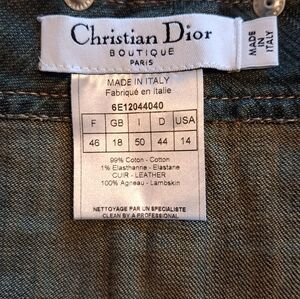 Christian Dior
BOUTIQUE
PARIS
MADE
IN
ITALY
MADE IN ITALY
Fabriqué en Italie
6E12044040
F GB I D USA
46 18 50 44 14
99% Coton - Cotton
1% Elasthanne - Elastane
CUIR - LEATHER
100% Agneau - Lambskin
NETTOYAGE PAR UN SPECIALISTE
CLEAN BY A PROFESSIONAL